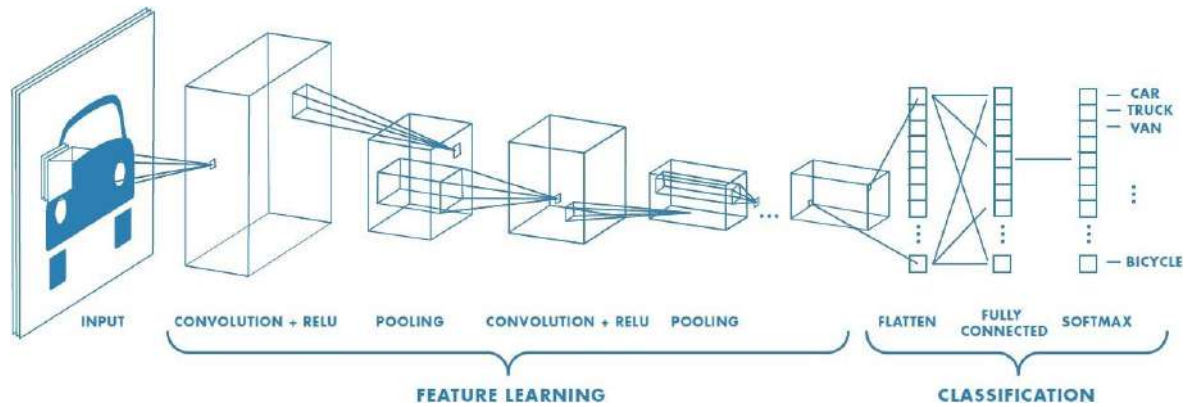 CAR
TRUCK
VAN
BICYCLE
INPUT
CONVOLUTION + RELU
POOLING
CONVOLUTION + RELU
POOLING
FLATTEN
FULLY
CONNECTED
SOFTMAX
FEATURE LEARNING
CLASSIFICATION